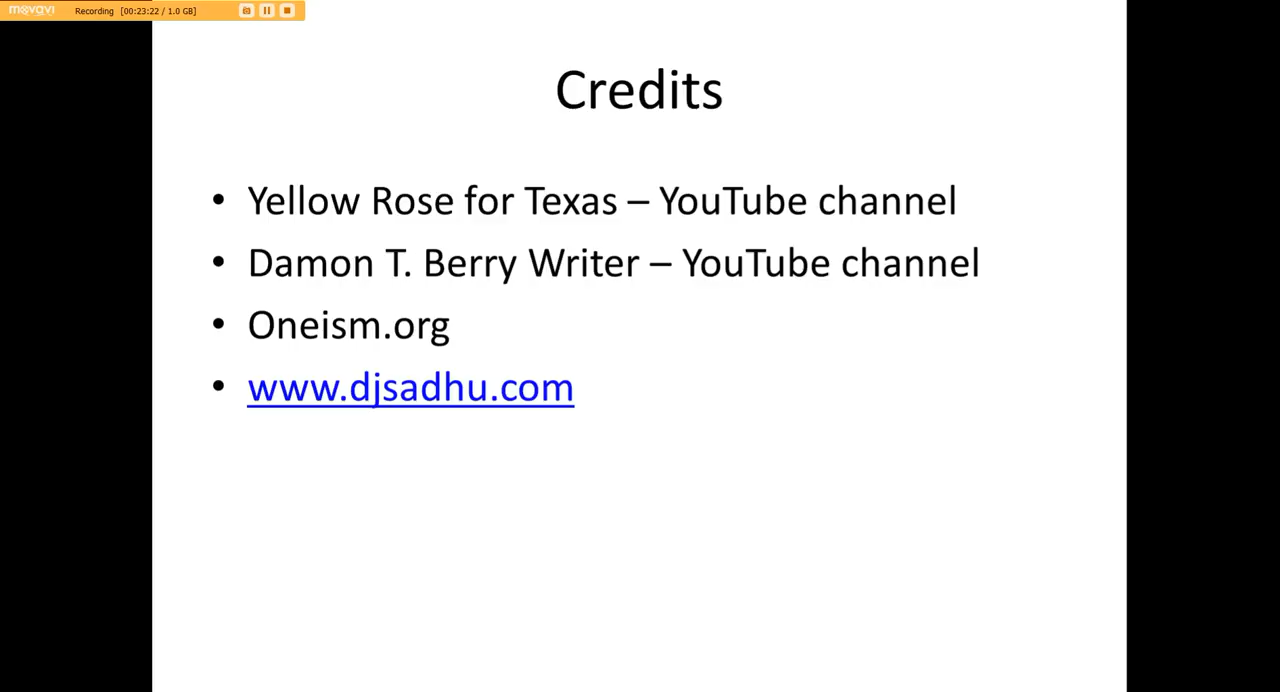 movavi Recording [00:23:22 / 1.0 GB]
Credits
• Yellow Rose for Texas – YouTube channel
• Damon T. Berry Writer – YouTube channel
• Oneism.org
• www.djsadhu.com